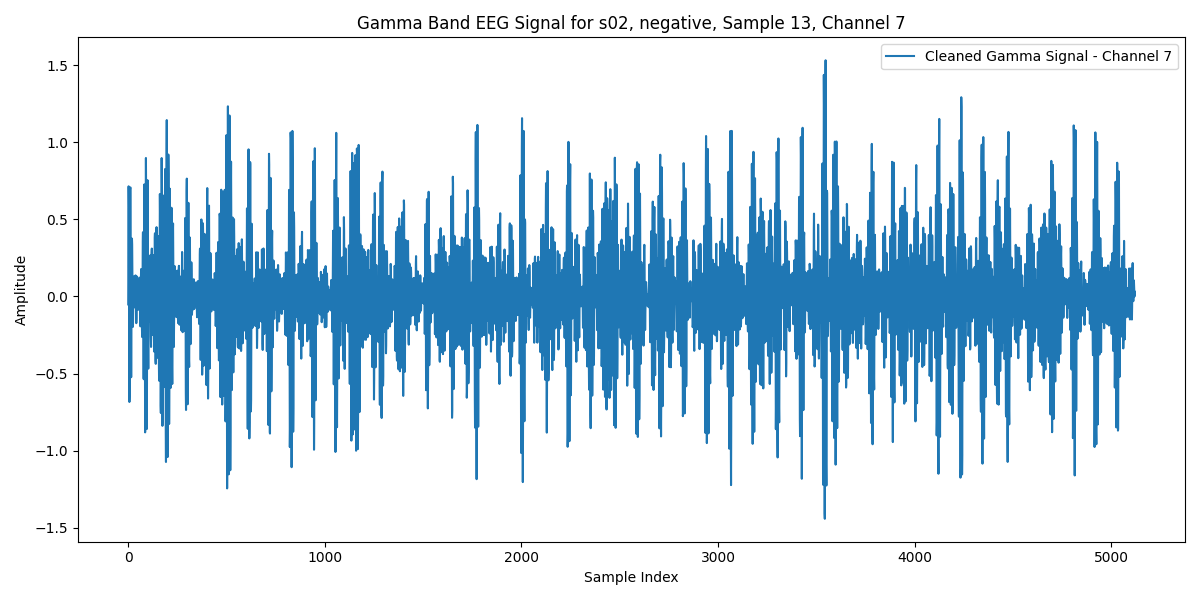 Gamma Band EEG Signal for s02, negative, Sample 13, Channel 7
Cleaned Gamma Signal - Channel 7
1.5
1.0
0.5
0.0
−0.5
−1.0
−1.5
Amplitude
0 1000 2000 3000 4000 5000
Sample Index